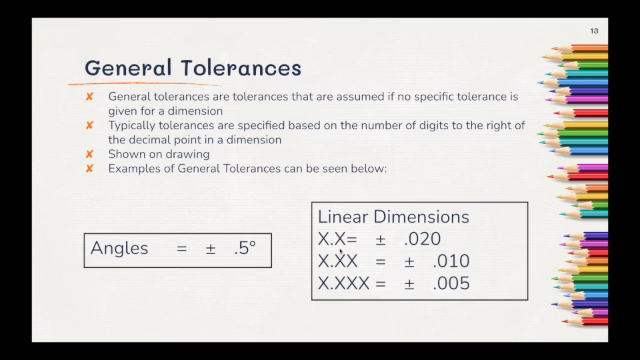 13
General Tolerances
✘ General tolerances are tolerances that are assumed if no specific tolerance is
given for a dimension
✘ Typically tolerances are specified based on the number of digits to the right of
the decimal point in a dimension
✘ Shown on drawing
✘ Examples of General Tolerances can be seen below:
Angles = ± .5°
Linear Dimensions
X.X= ± .020
X.XX = ± .010
X.XXX = ± .005